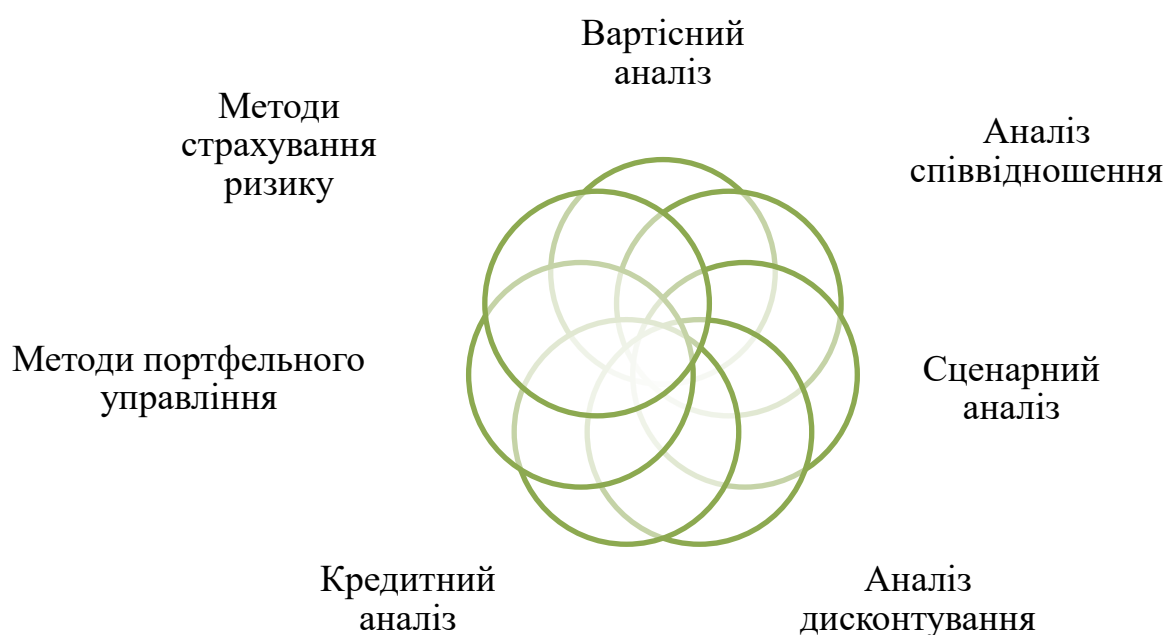 Вартісний
аналіз
Методи
страхування
ризику
Аналіз
співвідношення
Методи портфельного
управління
Сценарний
аналіз
Кредитний
аналіз
Аналіз
дисконтування